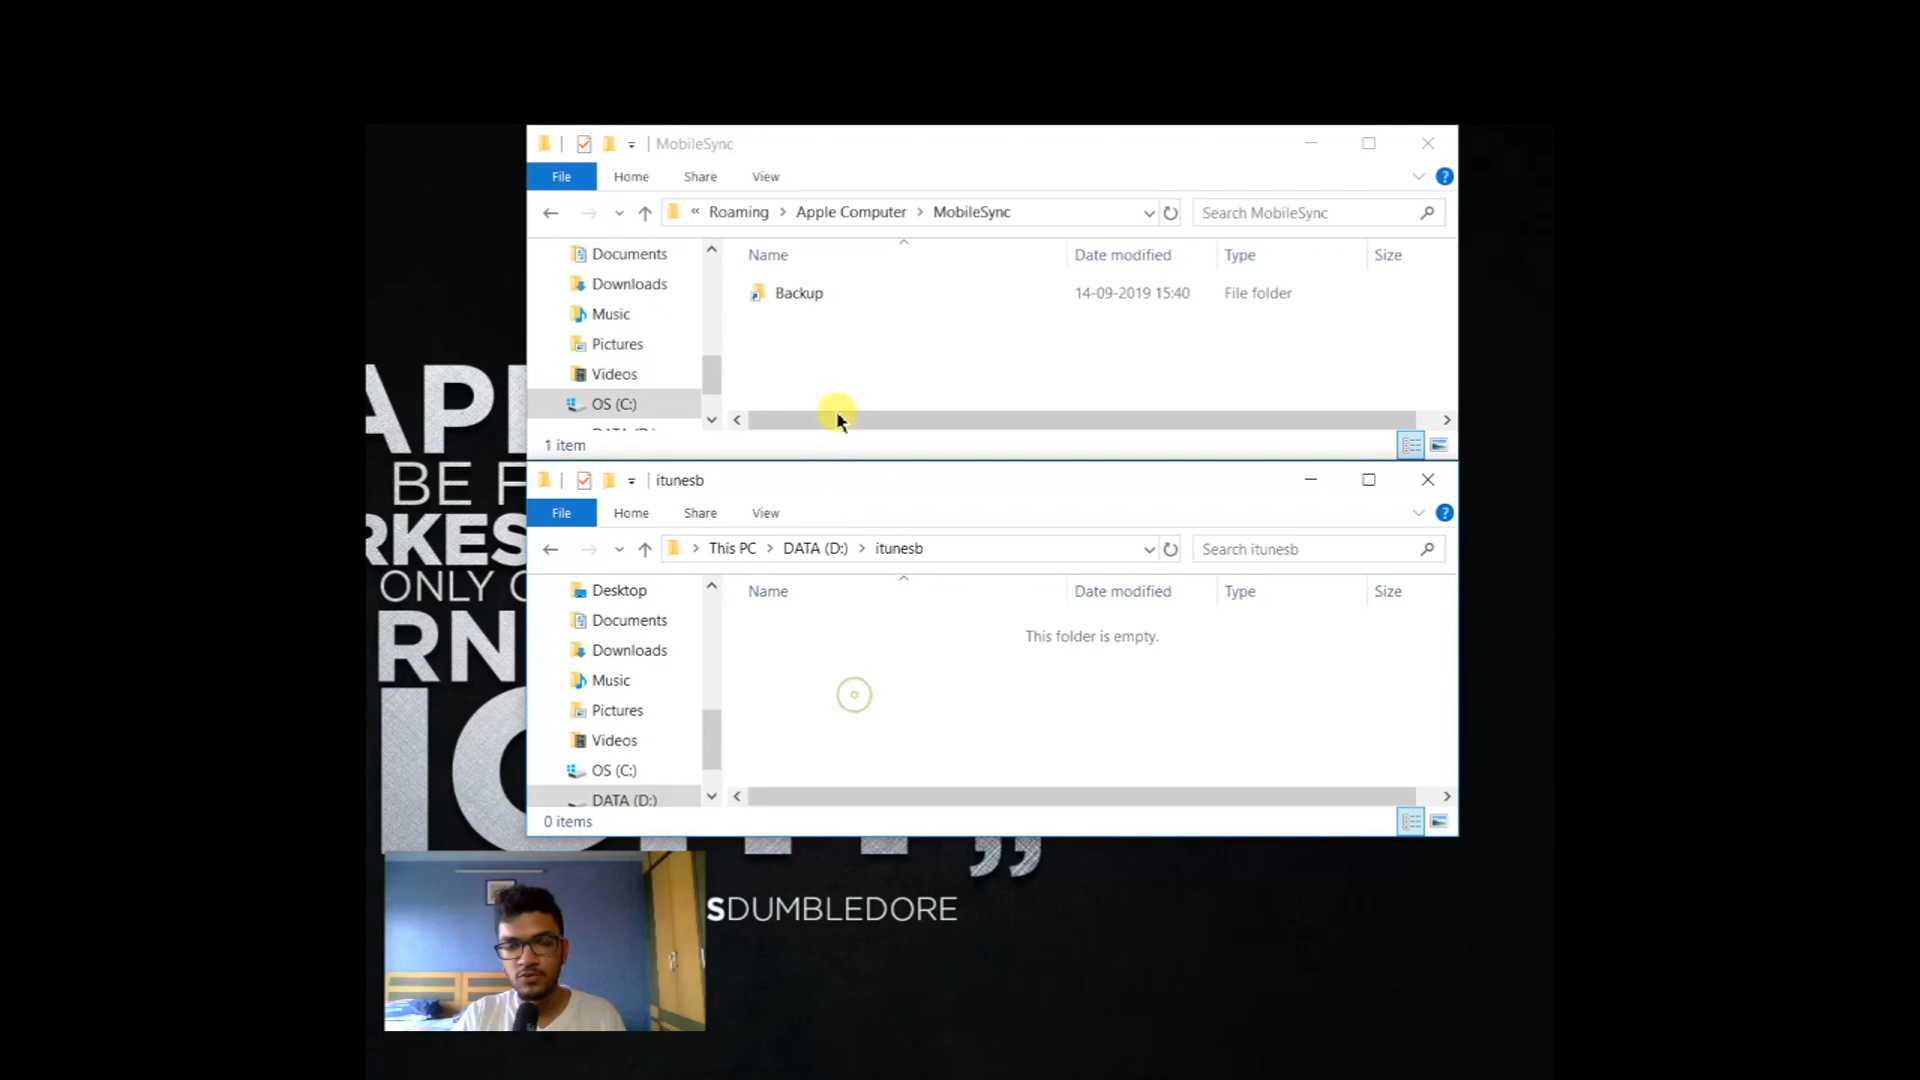 MobileSync
File Home Share View
« Roaming > Apple Computer > MobileSync
Search MobileSync
Name Date modified Type Size
Documents
Downloads
Music
Pictures
Videos
OS (C:)
DATA (D:)
Backup 14-09-2019 15:40 File folder
1 item
itunesb
File Home Share View
> This PC > DATA (D:) > itunesb
Search itunesb
Name Date modified Type Size
This folder is empty.
Desktop
Documents
Downloads
Music
Pictures
Videos
OS (C:)
DATA (D:)
0 items
BE F
RKES
ONLY
RN
SDUMBLEDORE